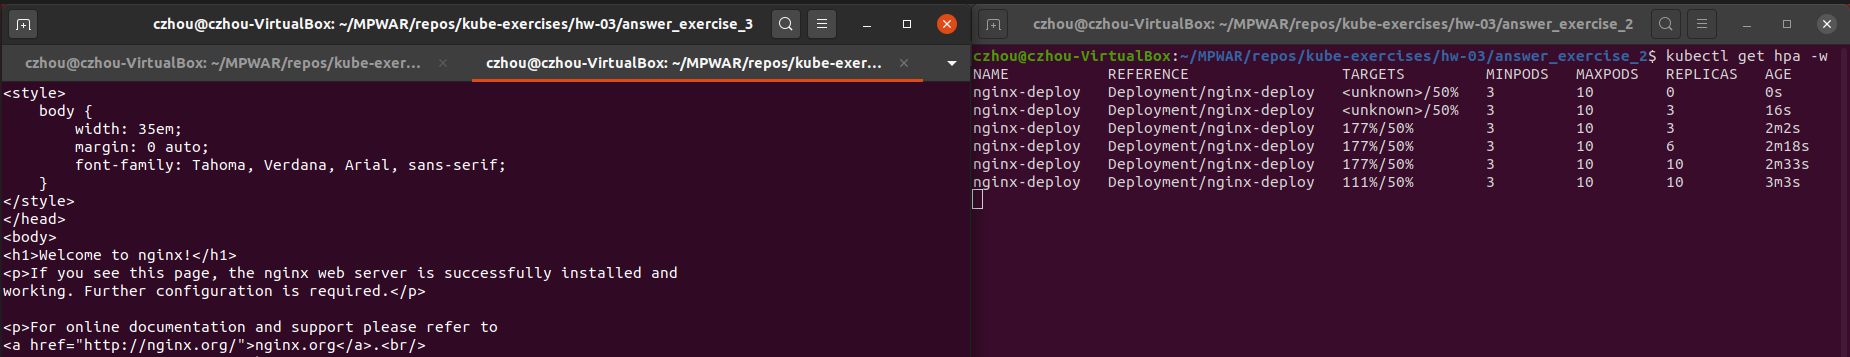 czhou@czhou-VirtualBox: ~/MPWAR/repos/kube-exercises/hw-03/answer_exercise_3
czhou@czhou-VirtualBox: ~/MPWAR/repos/kube-exer...
czhou@czhou-VirtualBox: ~/MPWAR/repos/kube-exer...
<style>
    body {
        width: 35em;
        margin: 0 auto;
        font-family: Tahoma, Verdana, Arial, sans-serif;
    }
</style>
</head>
<body>
<h1>Welcome to nginx!</h1>
<p>If you see this page, the nginx web server is successfully installed and
working. Further configuration is required.</p>

<p>For online documentation and support please refer to
<a href="http://nginx.org/">nginx.org</a>.<br/>
czhou@czhou-VirtualBox: ~/MPWAR/repos/kube-exercises/hw-03/answer_exercise_2
czhou@czhou-VirtualBox:~/MPWAR/repos/kube-exercises/hw-03/answer_exercise_2$ kubectl get hpa -w
NAME           REFERENCE                 TARGETS         MINPODS   MAXPODS   REPLICAS   AGE
nginx-deploy   Deployment/nginx-deploy   <unknown>/50%   3         10        0          0s
nginx-deploy   Deployment/nginx-deploy   <unknown>/50%   3         10        3          16s
nginx-deploy   Deployment/nginx-deploy   177%/50%        3         10        3          2m2s
nginx-deploy   Deployment/nginx-deploy   177%/50%        3         10        6          2m18s
nginx-deploy   Deployment/nginx-deploy   177%/50%        3         10        10         2m33s
nginx-deploy   Deployment/nginx-deploy   111%/50%        3         10        10         3m3s